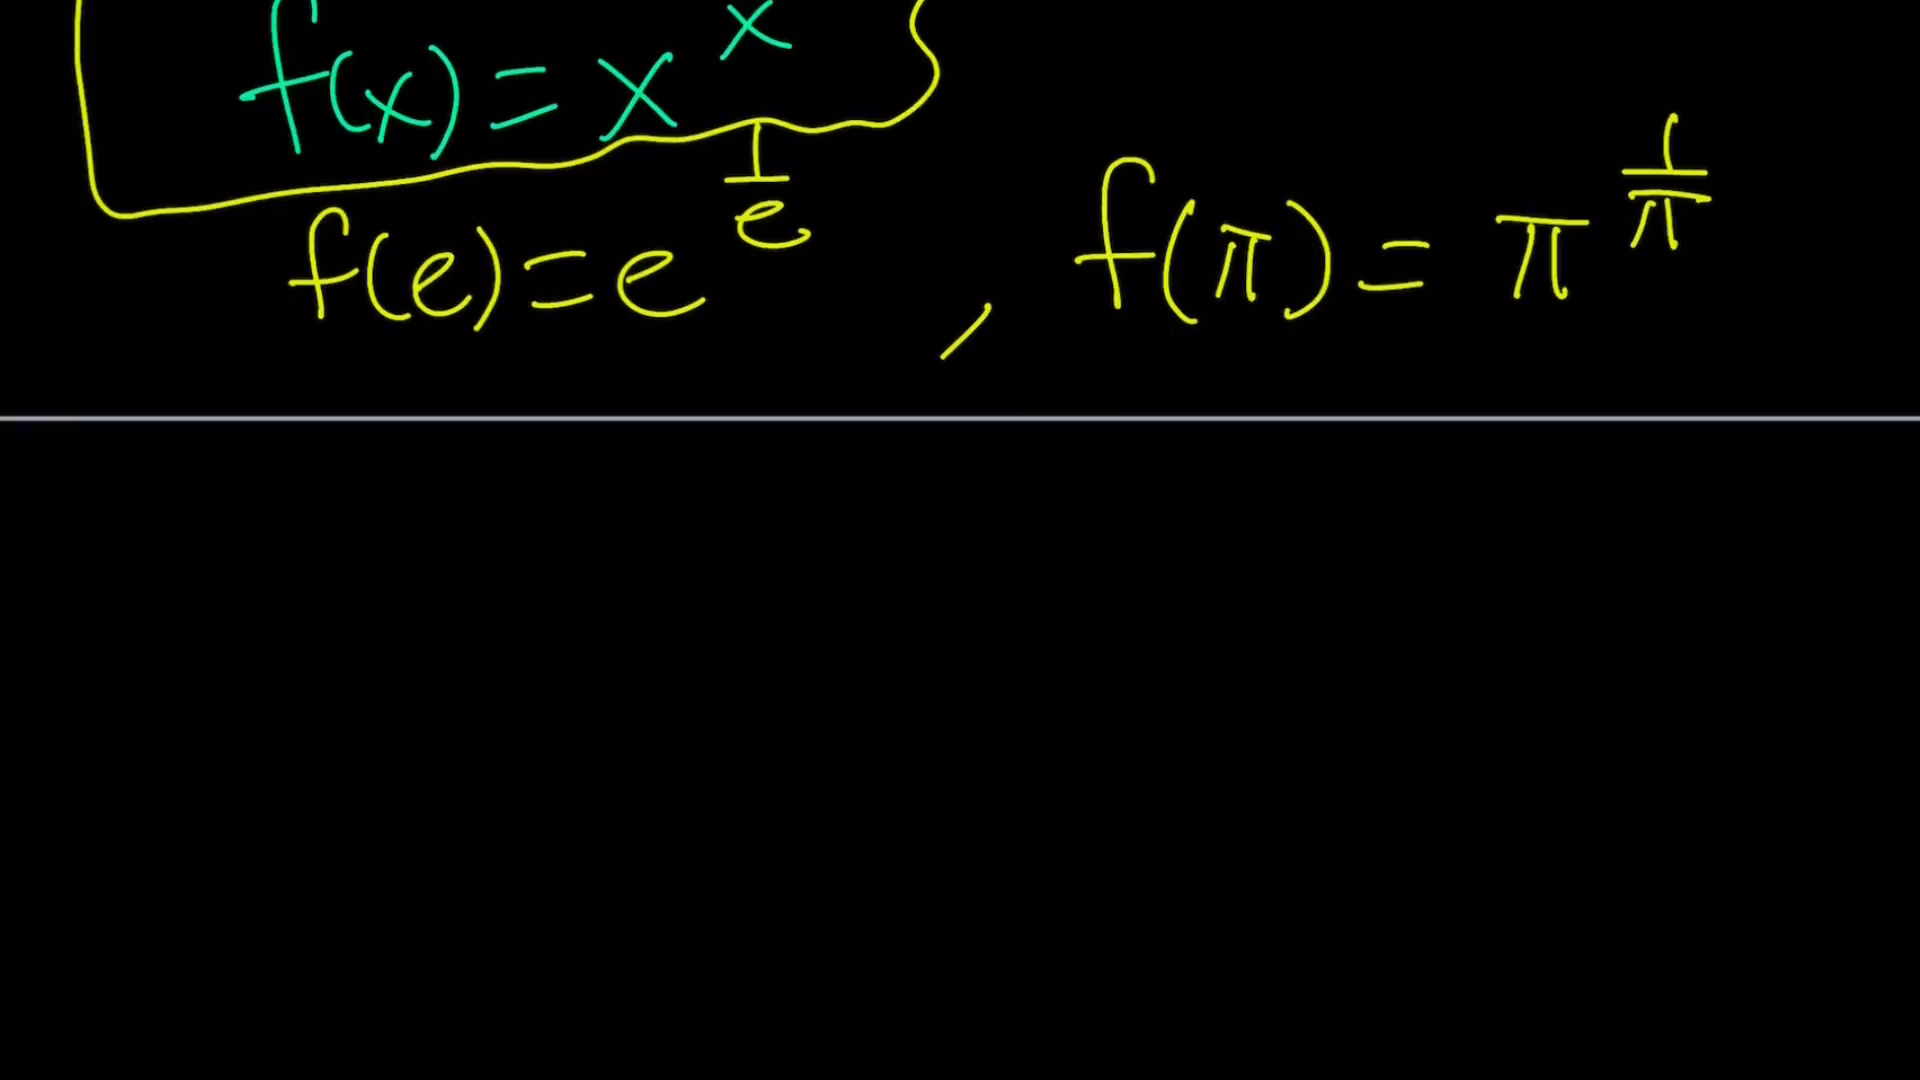 f(x) = x^x
f(e) = e^(1/e) , f(π) = π^(1/π)